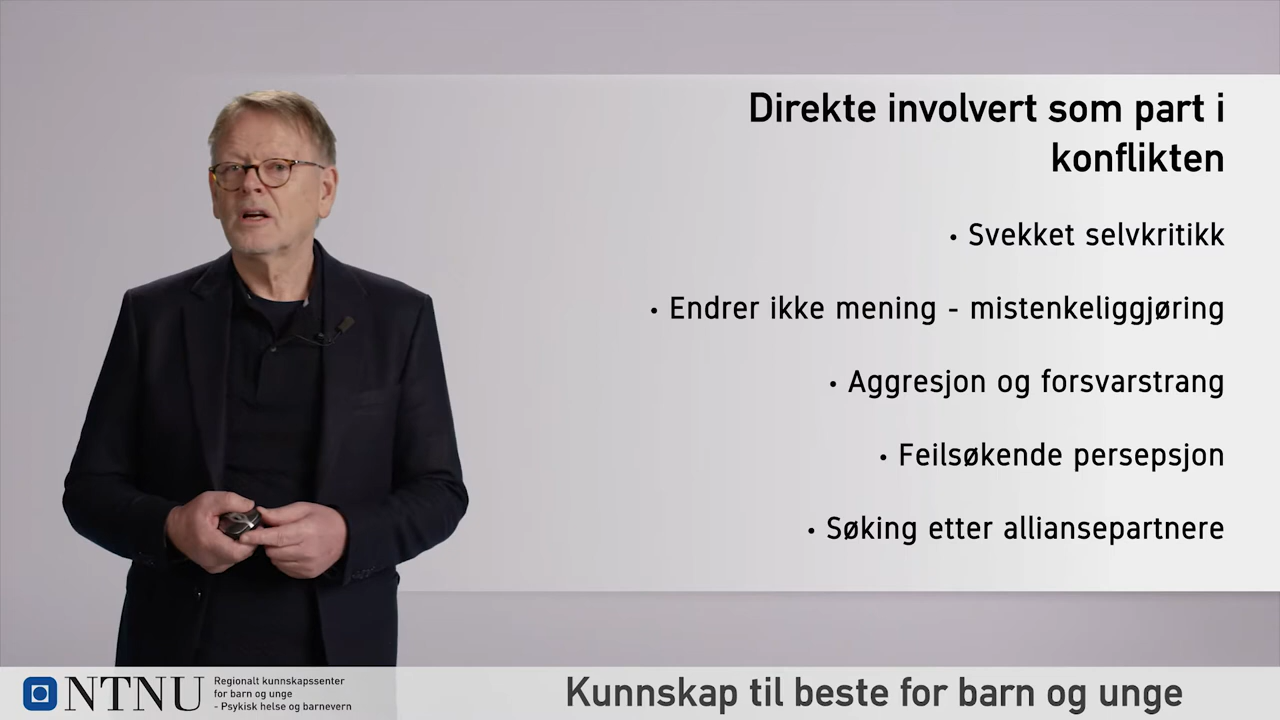 Direkte involvert som part i
konflikten
• Svekket selvkritikk
• Endrer ikke mening - mistenkeliggjøring
• Aggresjon og forsvarstrang
• Feilsøkende persepsjon
• Søking etter alliansepartnere
NTNU
Regionalt kunnskapssenter
for barn og unge
- Psykisk helse og barnevern
Kunnskap til beste for barn og unge